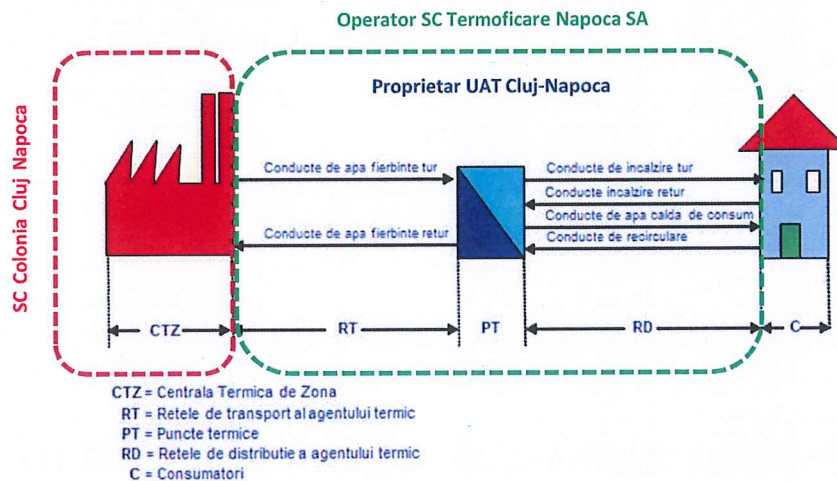 Operator SC Termoficare Napoca SA
Proprietar UAT Cluj-Napoca
SC Colonia Cluj Napoca
Conducte de apa fierbinte tur
Conducte de incalzire tur
Conducte incalzire retur
Conducte de apa calda de consum
Conducte de apa fierbinte retur
Conducte de recirculare
CTZ
RT
PT
RD
C
CTZ = Centrala Termica de Zona
RT = Retele de transport al agentului termic
PT = Puncte termice
RD = Retele de distributie a agentului termic
C = Consumatori